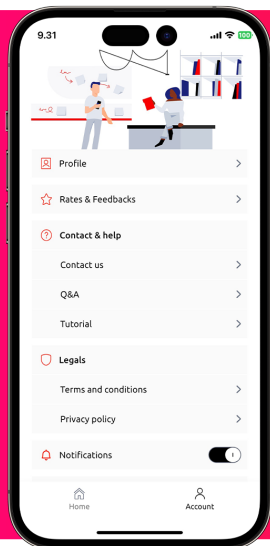 9.31
100
Profile
Rates & Feedbacks
Contact & help
Contact us
Q&A
Tutorial
Legals
Terms and conditions
Privacy policy
Notifications
Home
Account